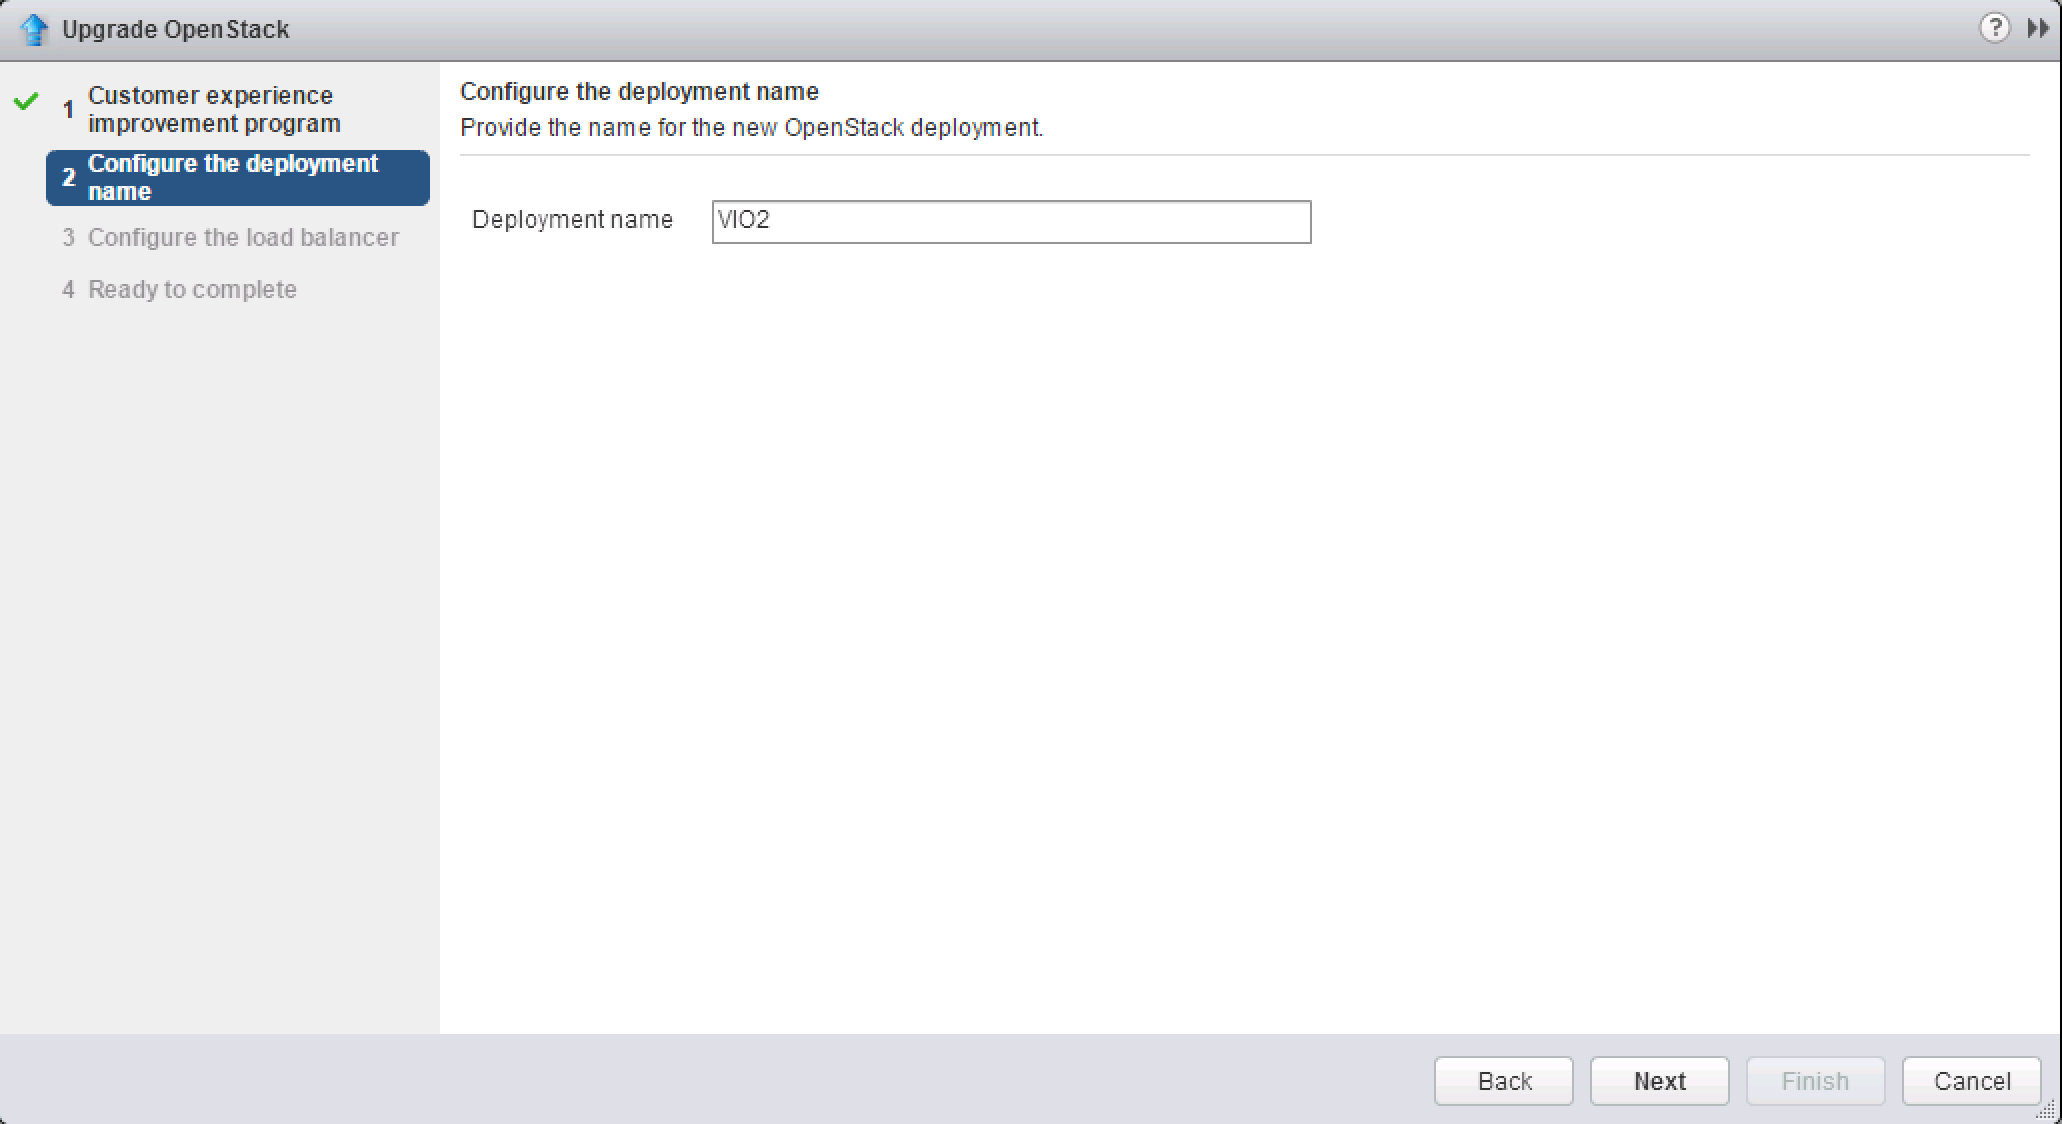 Upgrade OpenStack
?
1 Customer experience
improvement program
2 Configure the deployment
name
3 Configure the load balancer
4 Ready to complete
Configure the deployment name
Provide the name for the new OpenStack deployment.
Deployment name VIO2
Back Next Finish Cancel